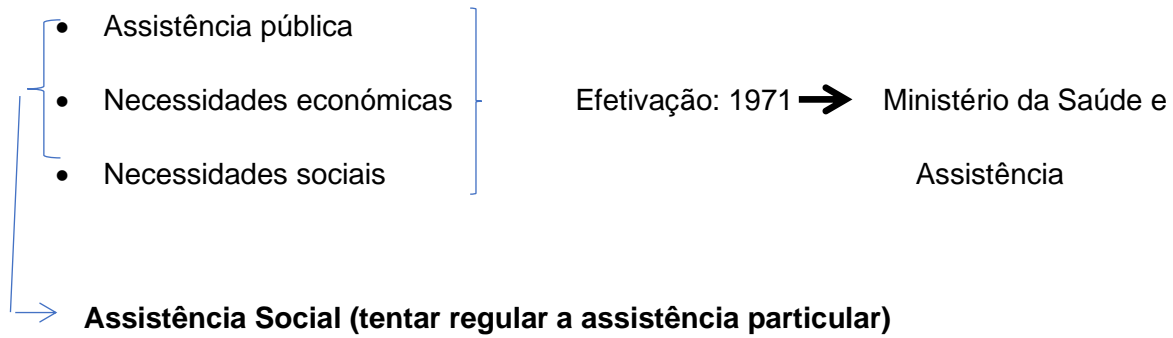 • Assistência pública
• Necessidades económicas
Efetivação: 1971 → Ministério da Saúde e
• Necessidades sociais
Assistência
Assistência Social (tentar regular a assistência particular)